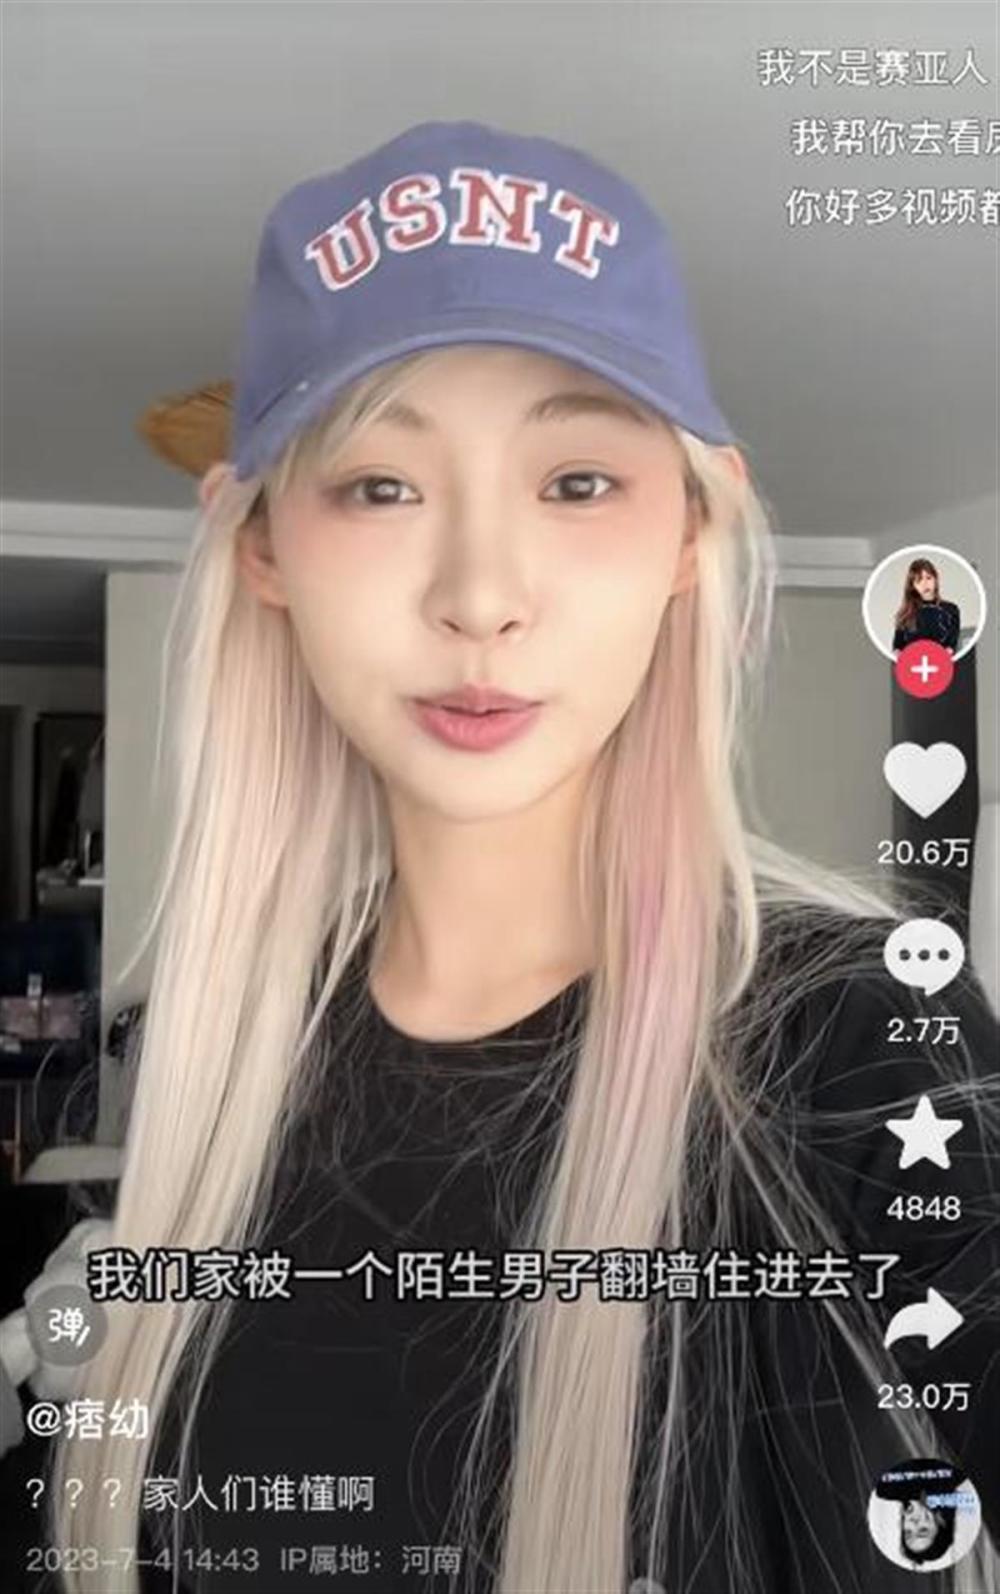 我不是赛亚人
我帮你去看
你好多视频都
USNT
20.6万
2.7万
4848
我们家被一个陌生男子翻墙住进去了
弹
23.0万
@痞幼
？？？家人们谁懂啊
2023-7-4 14:43 IP属地：河南